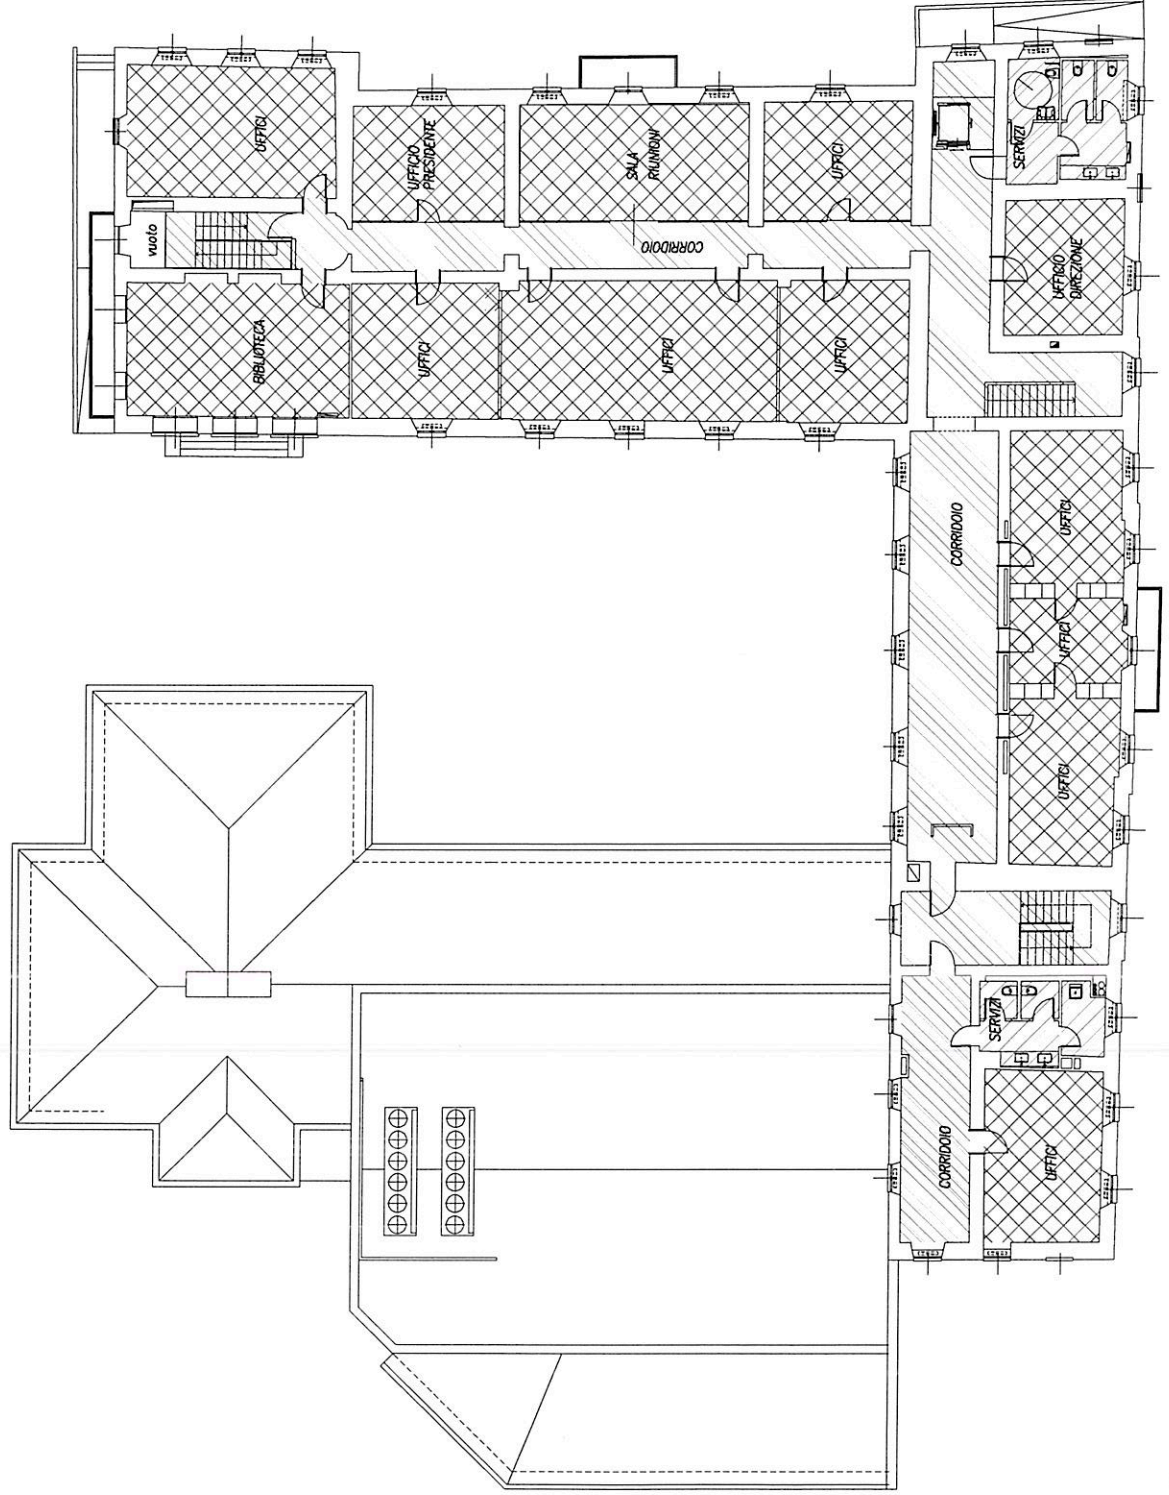 UFFICI
UFFICIO
PRESIDENTE
SALA
RIUNIONI
UFFICI
SERVIZI
vuoto
CORRIDOIO
UFFICIO
DIREZIONE
BIBLIOTECA
UFFICI
UFFICI
UFFICI
CORRIDOIO
UFFICI
UFFICI
UFFICI
SERVIZI
CORRIDOIO
UFFICI